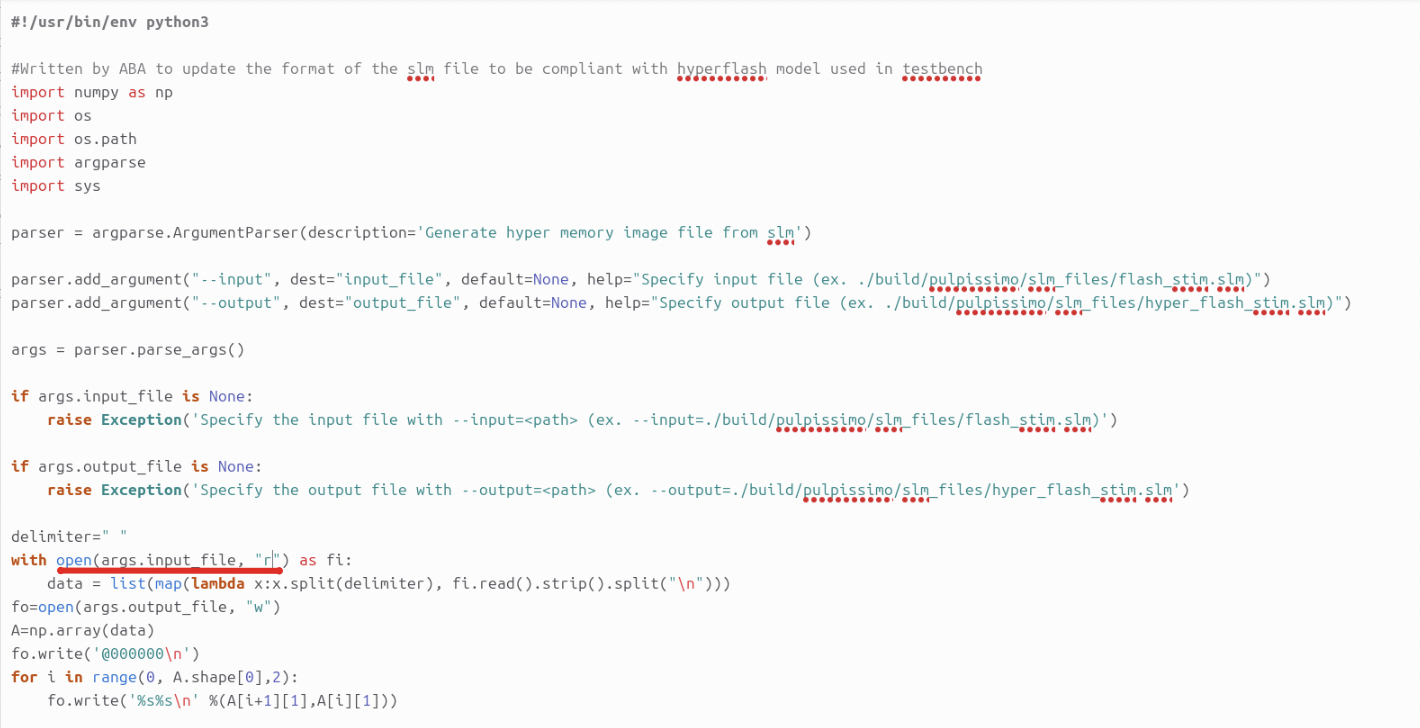 #!/usr/bin/env python3
#Written by ABA to update the format of the slm file to be compliant with hyperflash model used in testbench
import numpy as np
import os
import os.path
import argparse
import sys
parser = argparse.ArgumentParser(description='Generate hyper memory image file from slm')
parser.add_argument("--input", dest="input_file", default=None, help="Specify input file (ex. ./build/pulpissimo/slm_files/flash_stim.slm)")
parser.add_argument("--output", dest="output_file", default=None, help="Specify output file (ex. ./build/pulpissimo/slm_files/hyper_flash_stim.slm)")
args = parser.parse_args()
if args.input_file is None:
    raise Exception('Specify the input file with --input=<path> (ex. --input=./build/pulpissimo/slm_files/flash_stim.slm)')
if args.output_file is None:
    raise Exception('Specify the output file with --output=<path> (ex. --output=./build/pulpissimo/slm_files/hyper_flash_stim.slm')
delimiter=" "
with open(args.input_file, "r") as fi:
    data = list(map(lambda x:x.split(delimiter), fi.read().strip().split("\n")))
fo=open(args.output_file, "w")
A=np.array(data)
fo.write('@000000\n')
for i in range(0, A.shape[0],2):
    fo.write('%s%s\n' %(A[i+1][1],A[i][1]))